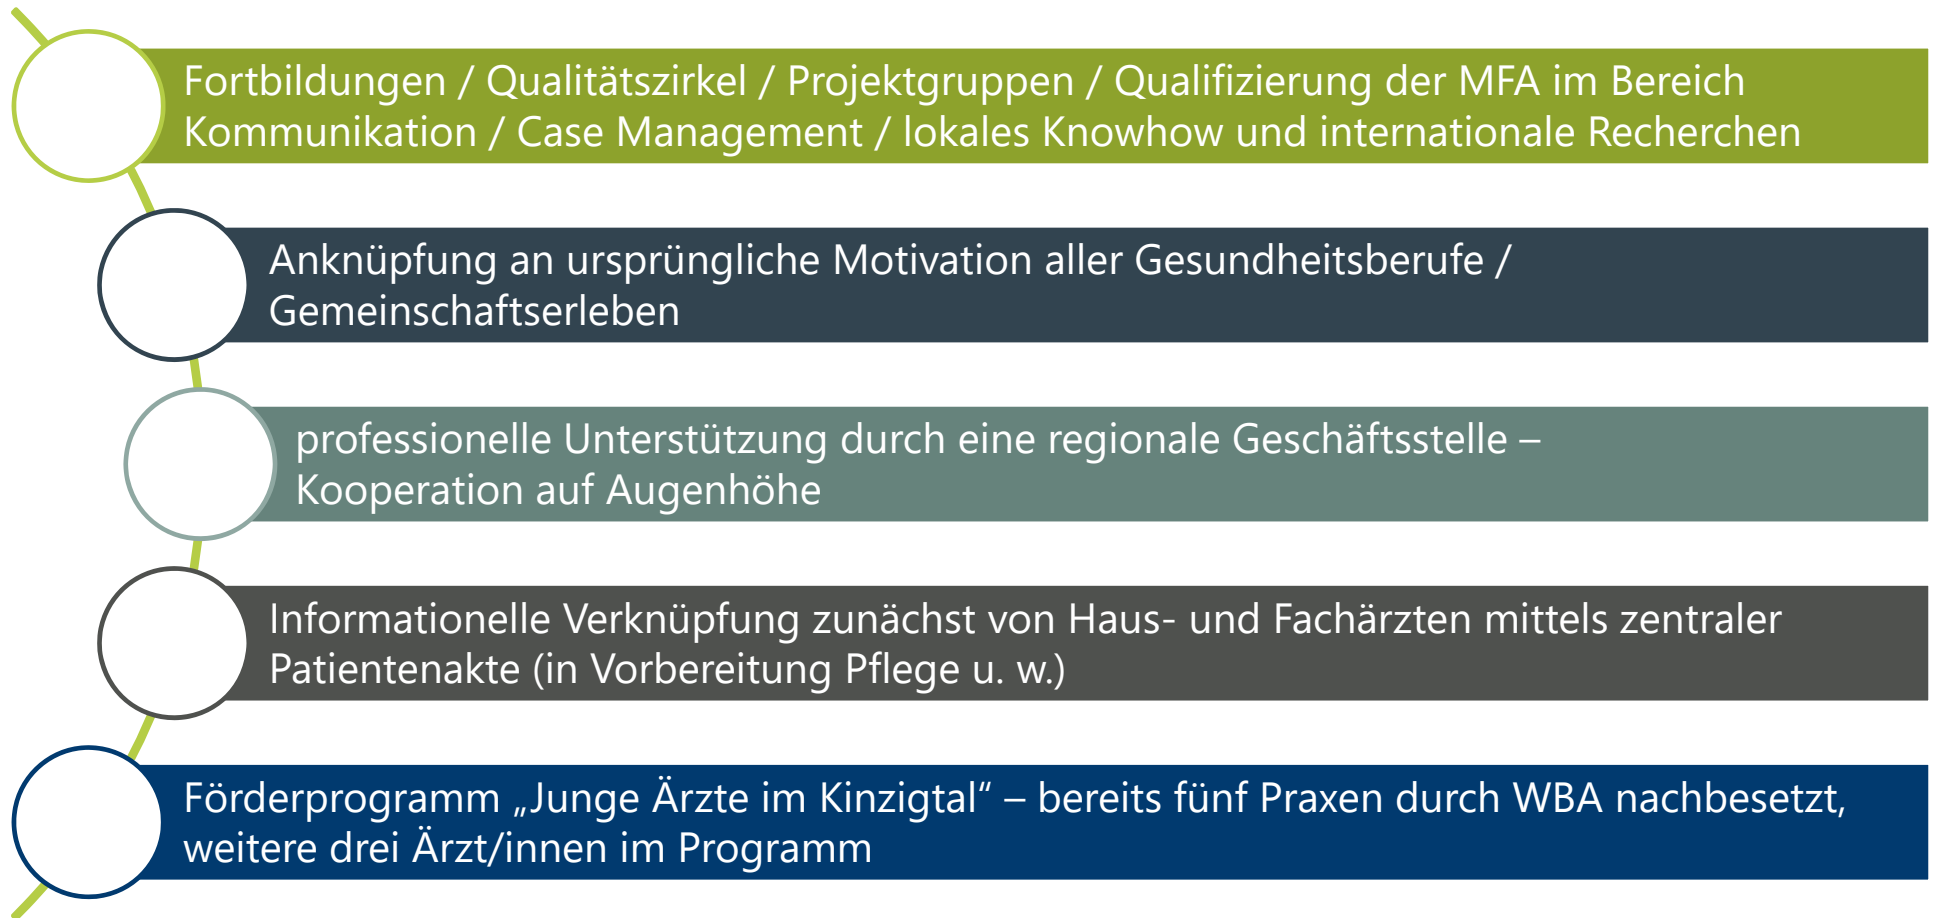 Fortbildungen / Qualitätszirkel / Projektgruppen / Qualifizierung der MFA im Bereich
Kommunikation / Case Management / lokales Knowhow und internationale Recherchen
Anknüpfung an ursprüngliche Motivation aller Gesundheitsberufe /
Gemeinschaftserleben
professionelle Unterstützung durch eine regionale Geschäftsstelle –
Kooperation auf Augenhöhe
Informationelle Verknüpfung zunächst von Haus- und Fachärzten mittels zentraler
Patientenakte (in Vorbereitung Pflege u. w.)
Förderprogramm „Junge Ärzte im Kinzigtal“ – bereits fünf Praxen durch WBA nachbesetzt,
weitere drei Ärzt/innen im Programm